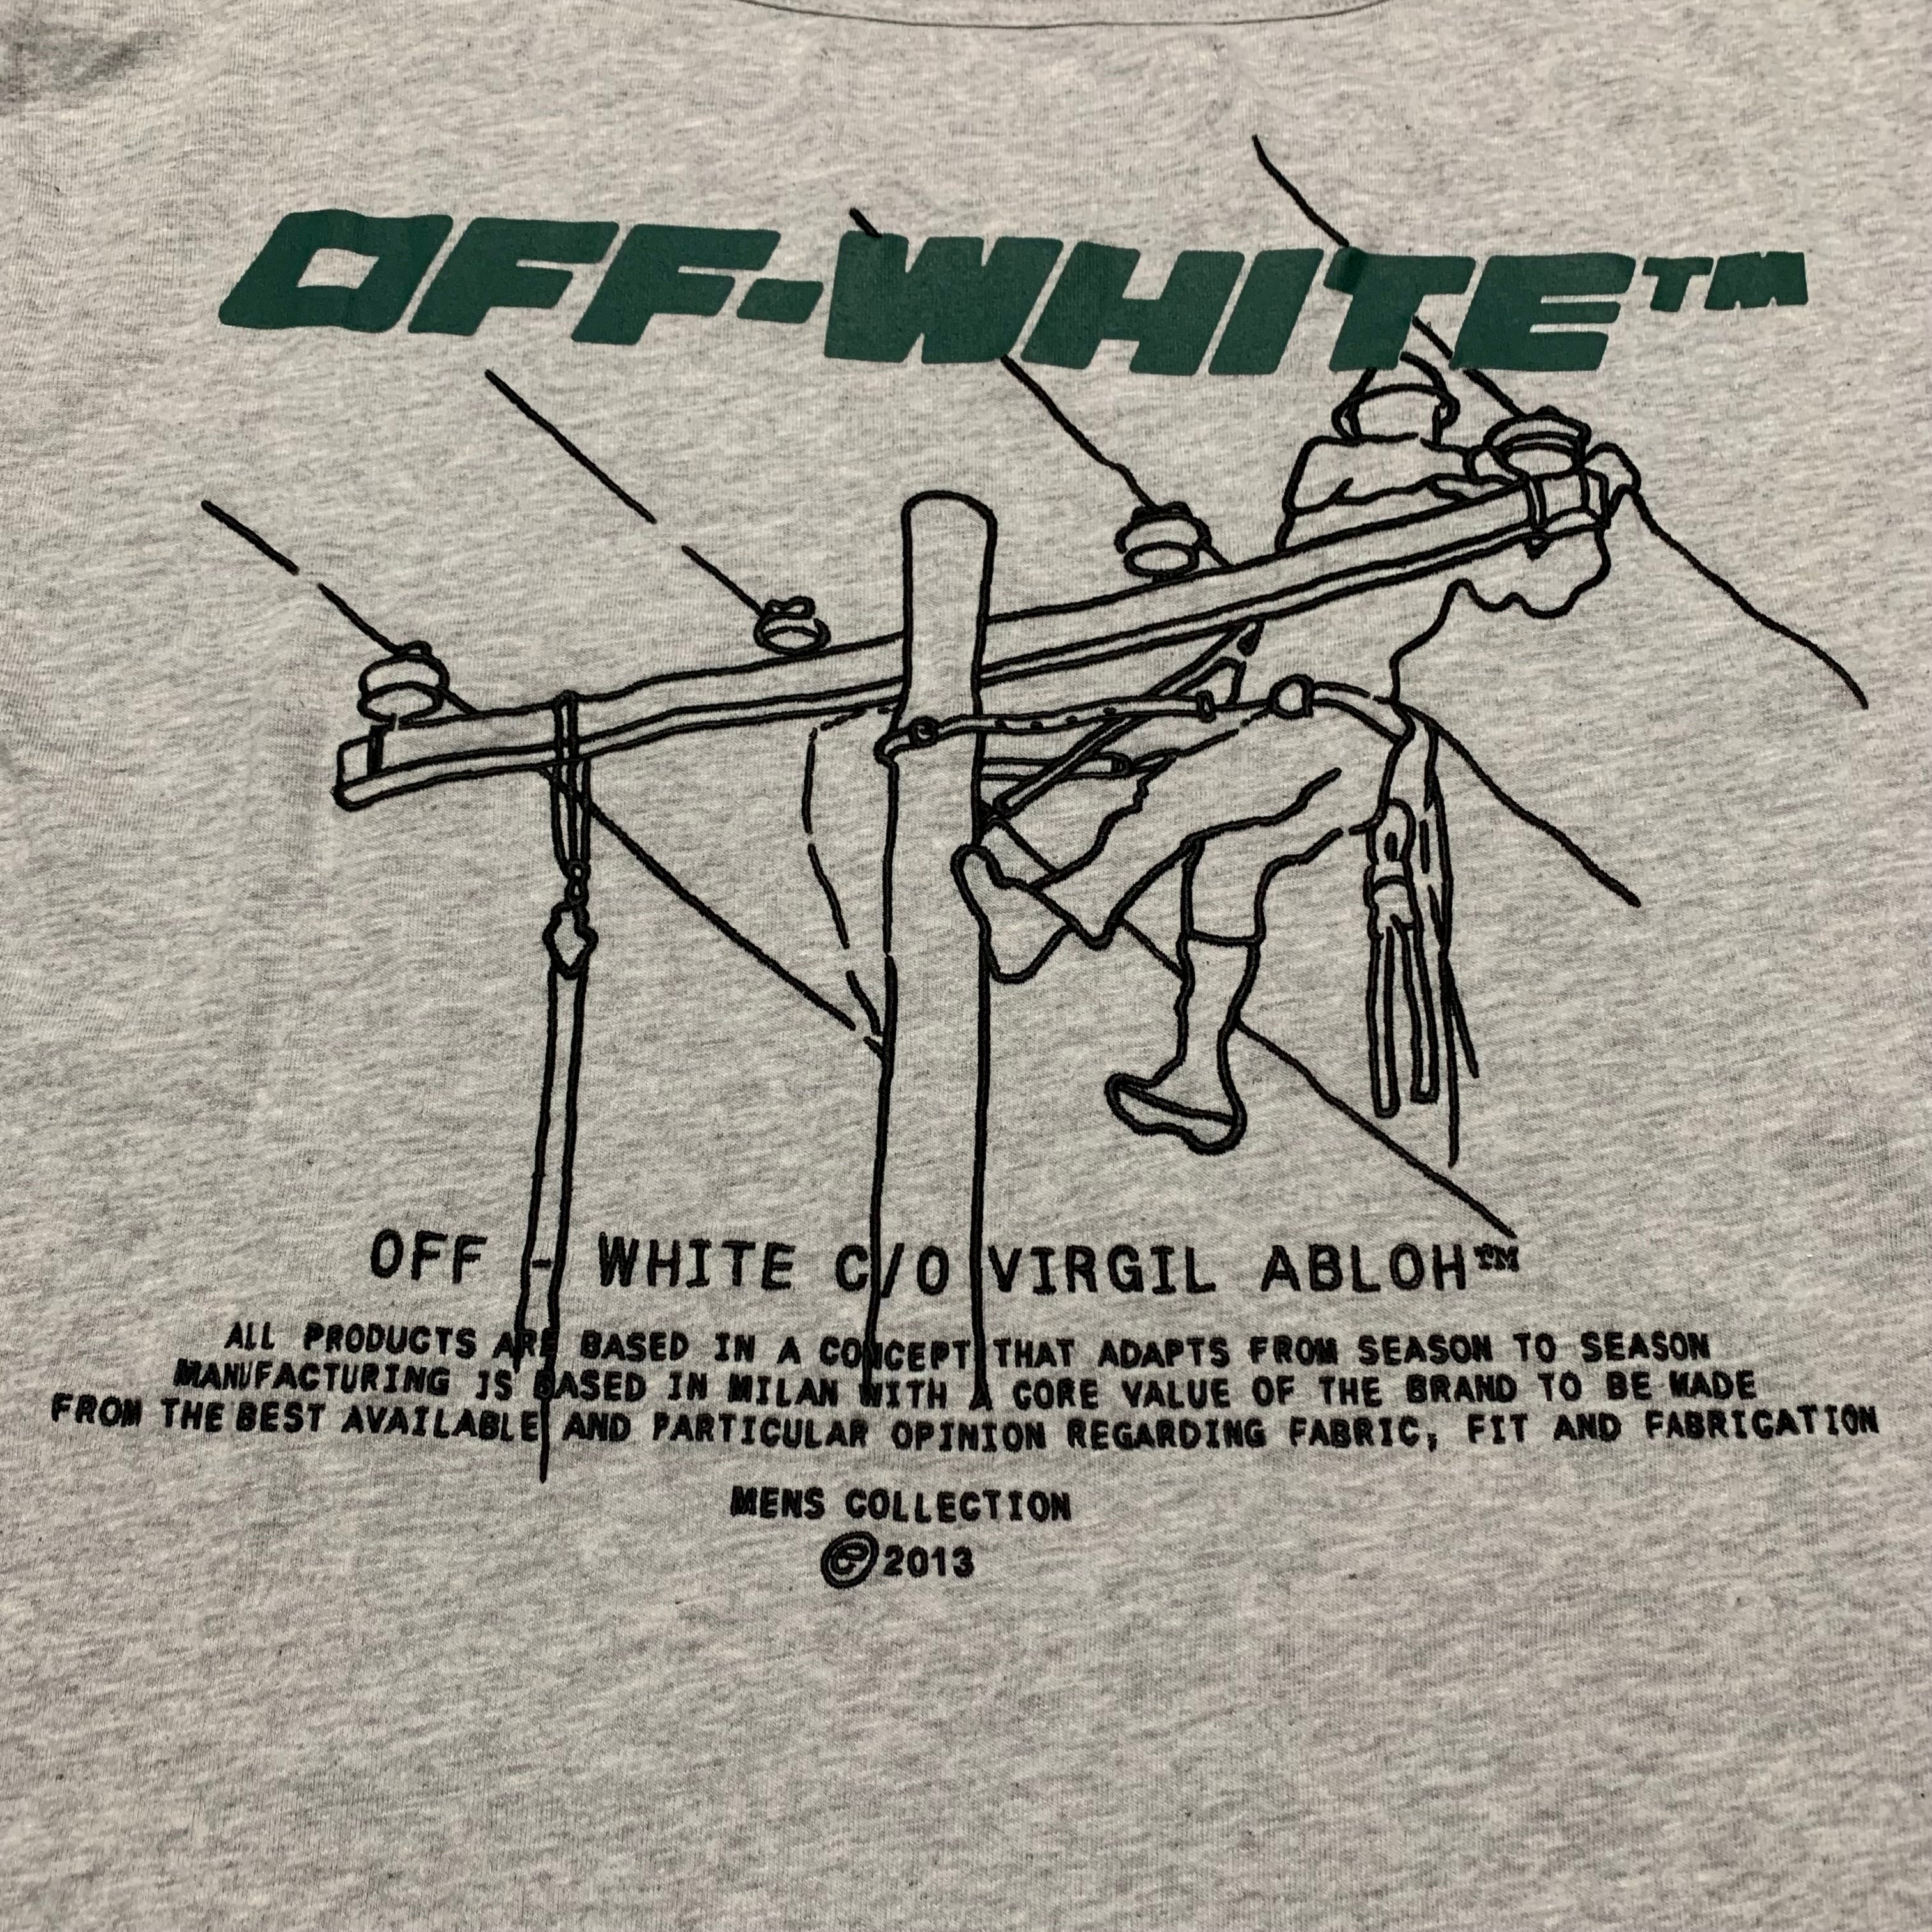 OFF-WHITE™
OFF - WHITE C/O VIRGIL ABLOH™
ALL PRODUCTS ARE BASED IN A CONCEPT THAT ADAPTS FROM SEASON TO SEASON
MANUFACTURING IS BASED IN MILAN WITH A CORE VALUE OF THE BRAND TO BE MADE
FROM THE BEST AVAILABLE AND PARTICULAR OPINION REGARDING FABRIC, FIT AND FABRICATION
MENS COLLECTION
©2013